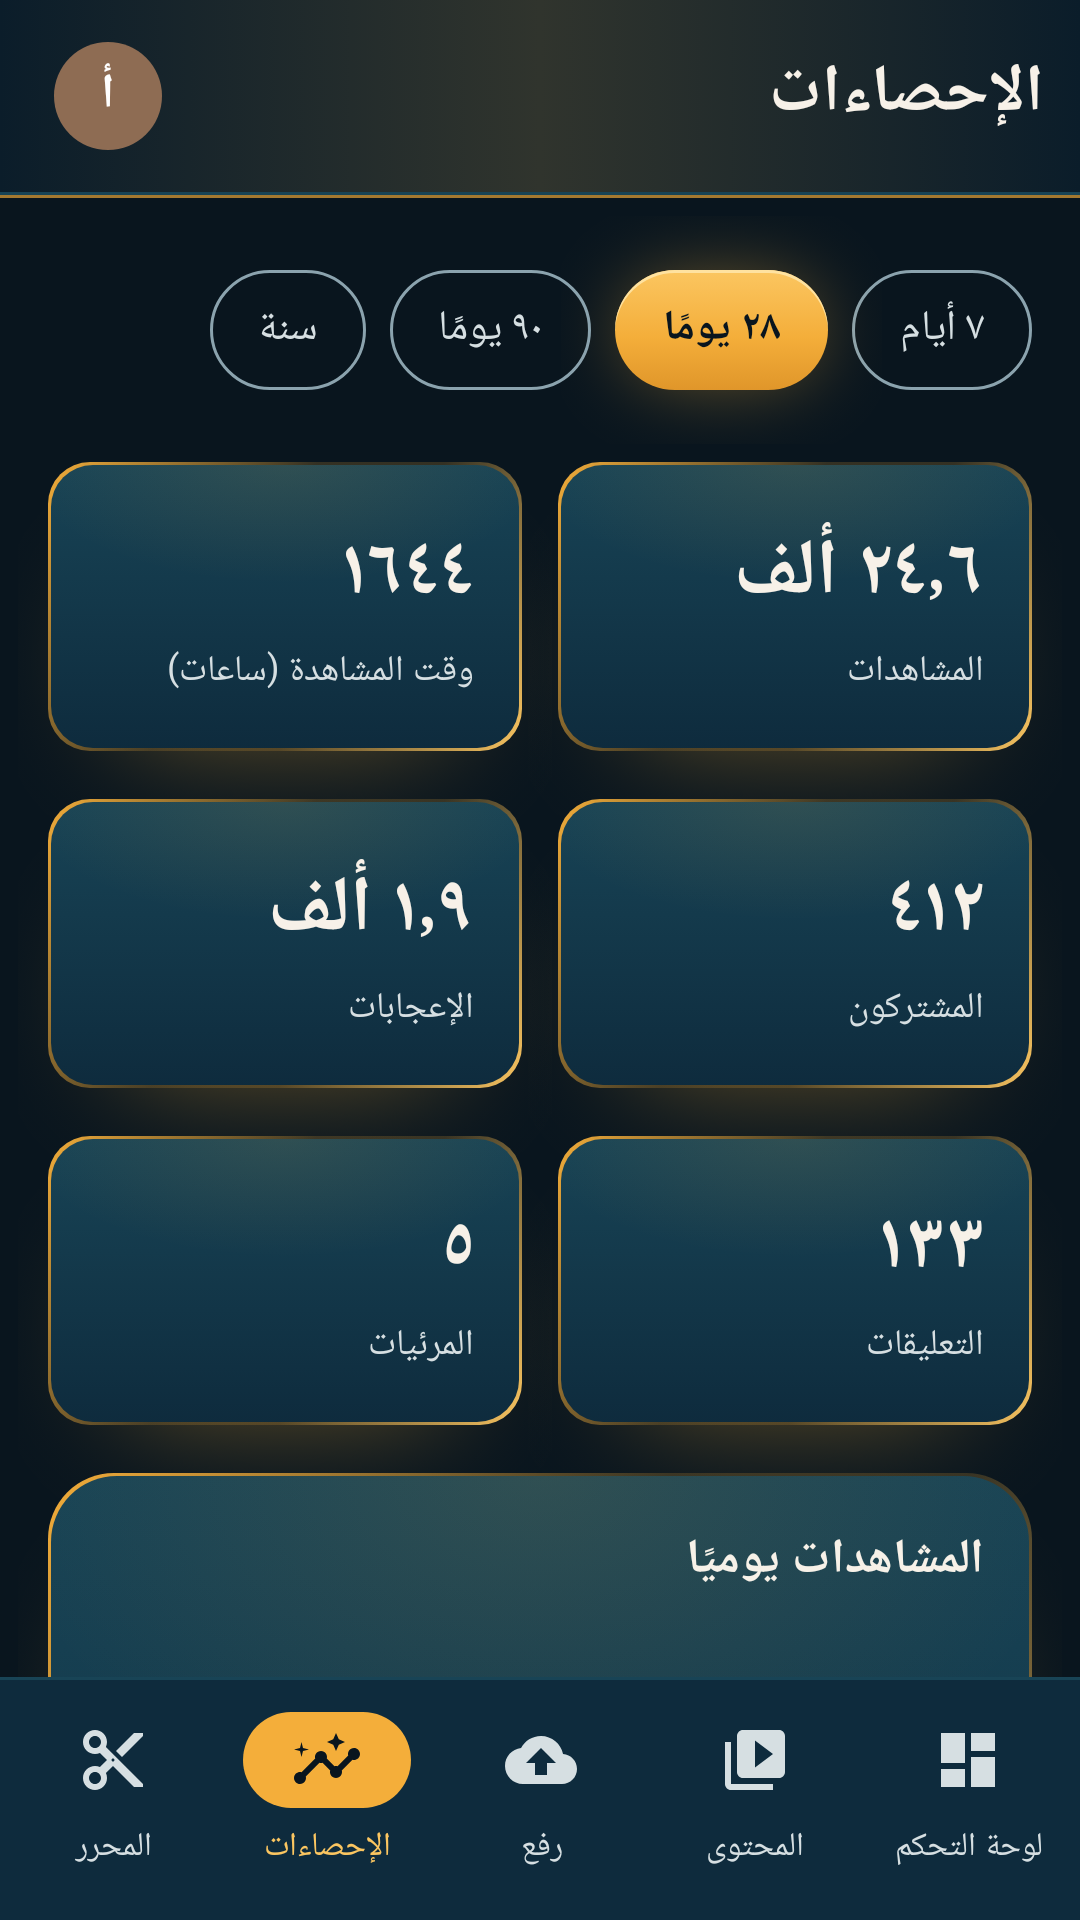 الإحصاءات
أ
٧ أيام
٢٨ يومًا
٩٠ يومًا
سنة
٢٤,٦ ألف
المشاهدات
١٦٤٤
وقت المشاهدة (ساعات)
٤١٢
المشتركون
١,٩ ألف
الإعجابات
١٣٣
التعليقات
٥
المرئيات
المشاهدات يوميًا
لوحة التحكم
المحتوى
رفع
الإحصاءات
المحرر